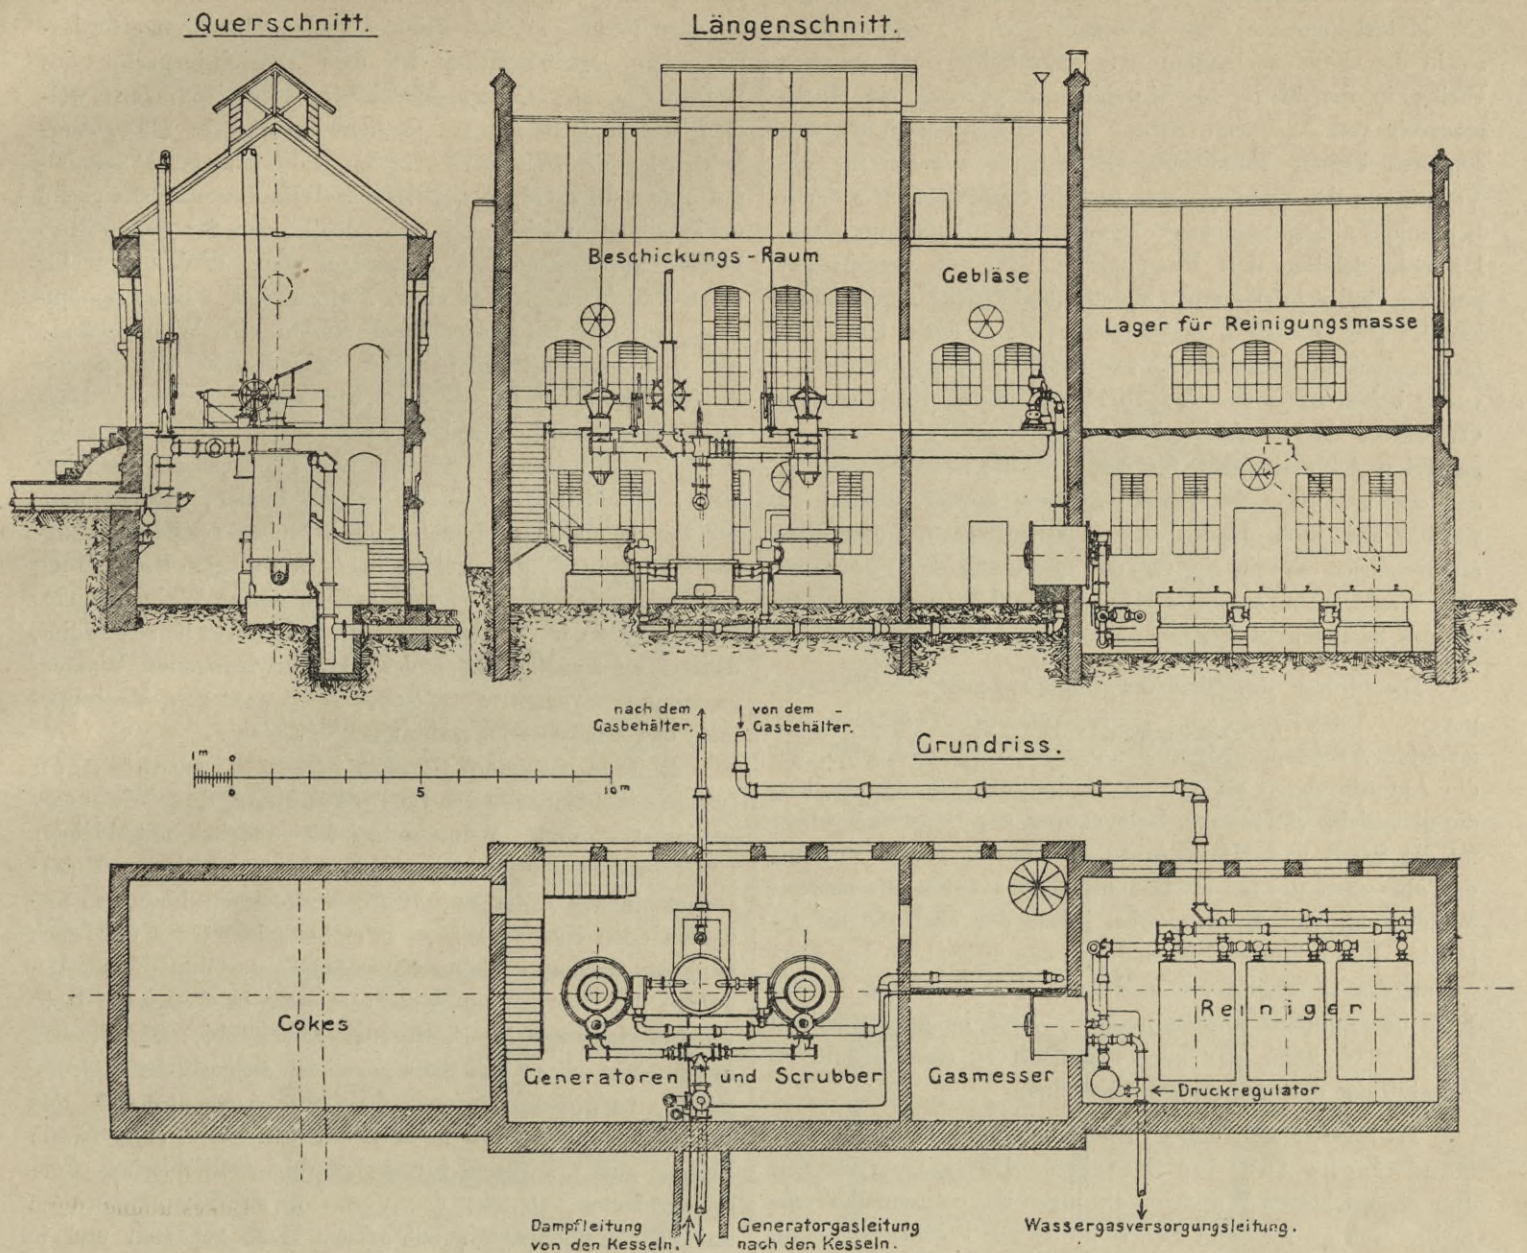 Querschnitt.
Längenschnitt.
Beschickungs-Raum
Gebläse
Lager für Reinigungsmasse
nach dem
Gasbehälter.
von dem -
Gasbehälter.
Grundriss.
1m 0
0 5 10m
Cokes
Generatoren und Scrubber
Gasmesser
Reiniger
←Druckregulator
Dampfleitung
von den Kesseln.
Generatorgasleitung
nach den Kesseln.
Wassergasversorgungsleitung.